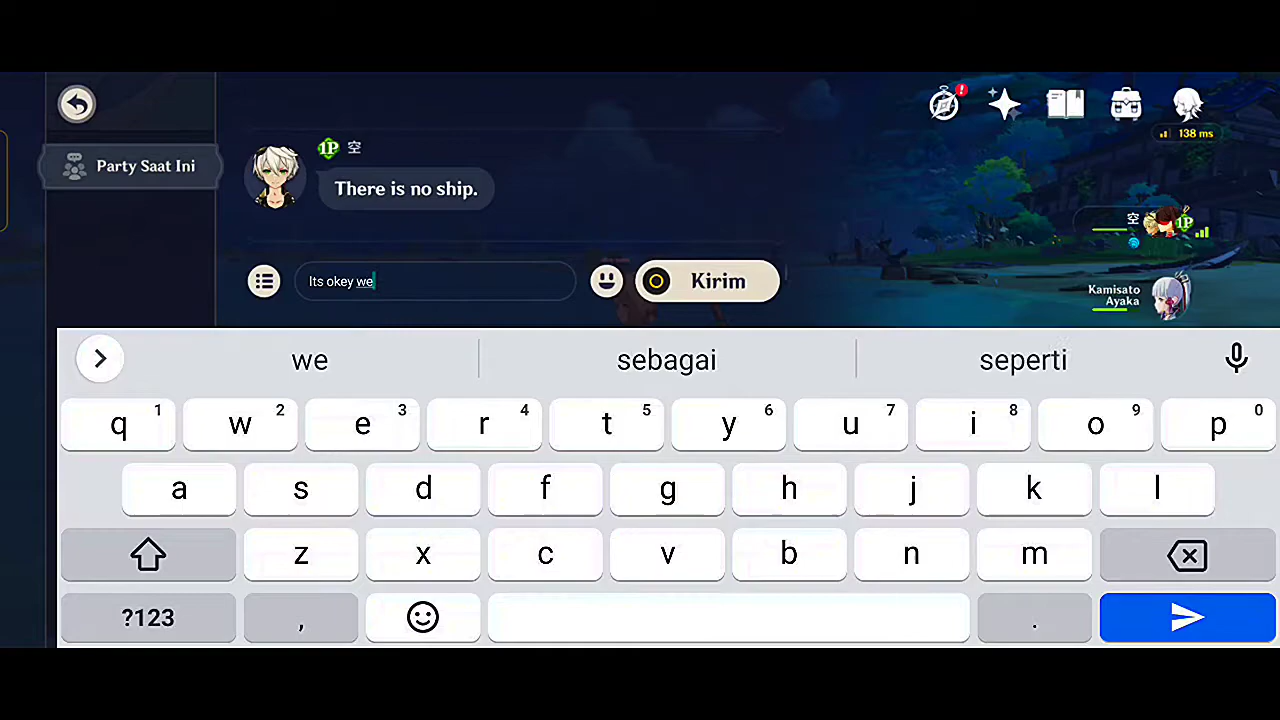 !
138 ms
Party Saat Ini
1P 空
There is no ship.
空 1P
Its okey we
Kirim
Kamisato
Ayaka
we sebagai seperti
q 1 w 2 e 3 r 4 t 5 y 6 u 7 i 8 o 9 p 0
a s d f g h j k l
z x c v b n m
?123 , .